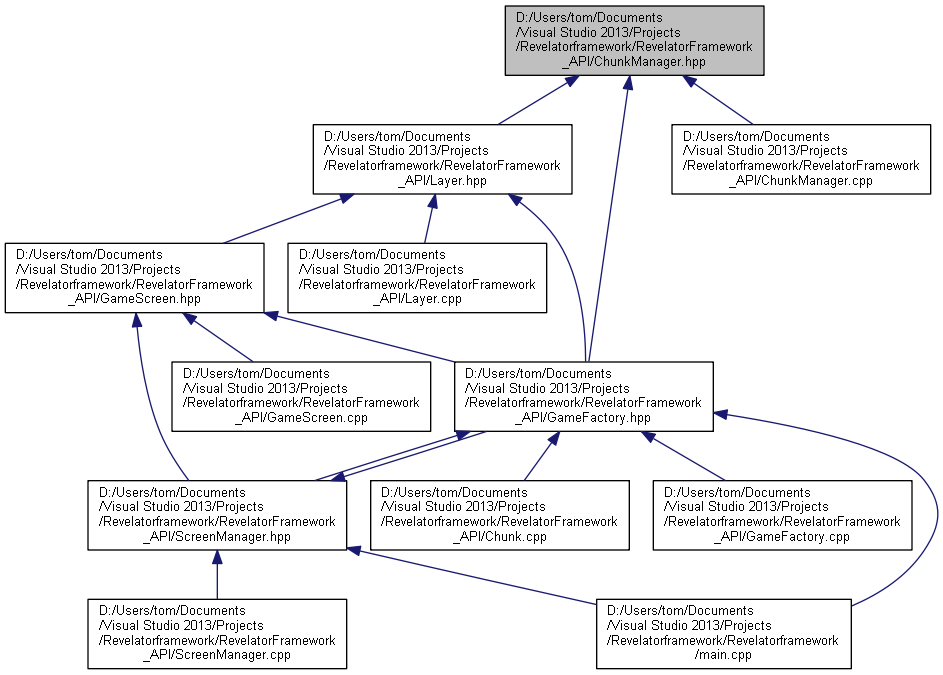 D:/Users/tom/Documents
/Visual Studio 2013/Projects
/Revelatorframework/RevelatorFramework
_API/ChunkManager.hpp
D:/Users/tom/Documents
/Visual Studio 2013/Projects
/Revelatorframework/RevelatorFramework
_API/Layer.hpp
D:/Users/tom/Documents
/Visual Studio 2013/Projects
/Revelatorframework/RevelatorFramework
_API/ChunkManager.cpp
D:/Users/tom/Documents
/Visual Studio 2013/Projects
/Revelatorframework/RevelatorFramework
_API/GameScreen.hpp
D:/Users/tom/Documents
/Visual Studio 2013/Projects
/Revelatorframework/RevelatorFramework
_API/Layer.cpp
D:/Users/tom/Documents
/Visual Studio 2013/Projects
/Revelatorframework/RevelatorFramework
_API/GameScreen.cpp
D:/Users/tom/Documents
/Visual Studio 2013/Projects
/Revelatorframework/RevelatorFramework
_API/GameFactory.hpp
D:/Users/tom/Documents
/Visual Studio 2013/Projects
/Revelatorframework/RevelatorFramework
_API/ScreenManager.hpp
D:/Users/tom/Documents
/Visual Studio 2013/Projects
/Revelatorframework/RevelatorFramework
_API/Chunk.cpp
D:/Users/tom/Documents
/Visual Studio 2013/Projects
/Revelatorframework/RevelatorFramework
_API/GameFactory.cpp
D:/Users/tom/Documents
/Visual Studio 2013/Projects
/Revelatorframework/RevelatorFramework
_API/ScreenManager.cpp
D:/Users/tom/Documents
/Visual Studio 2013/Projects
/Revelatorframework/Revelatorframework
/main.cpp